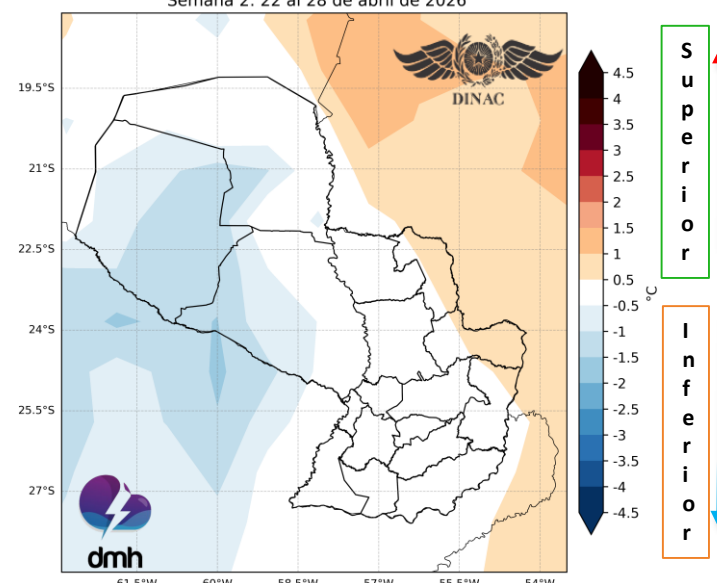 Semana 2: 22 al 28 de abril de 2026
DINAC
19.5°S
21°S
22.5°S
24°S
25.5°S
27°S
61.5°W
60°W
58.5°W
57°W
55.5°W
54°W
4.5
4
3.5
3
2.5
2
1.5
1
0.5
-0.5
-1
-1.5
-2
-2.5
-3
-3.5
-4
-4.5
°C
Superior
Inferior
dmh